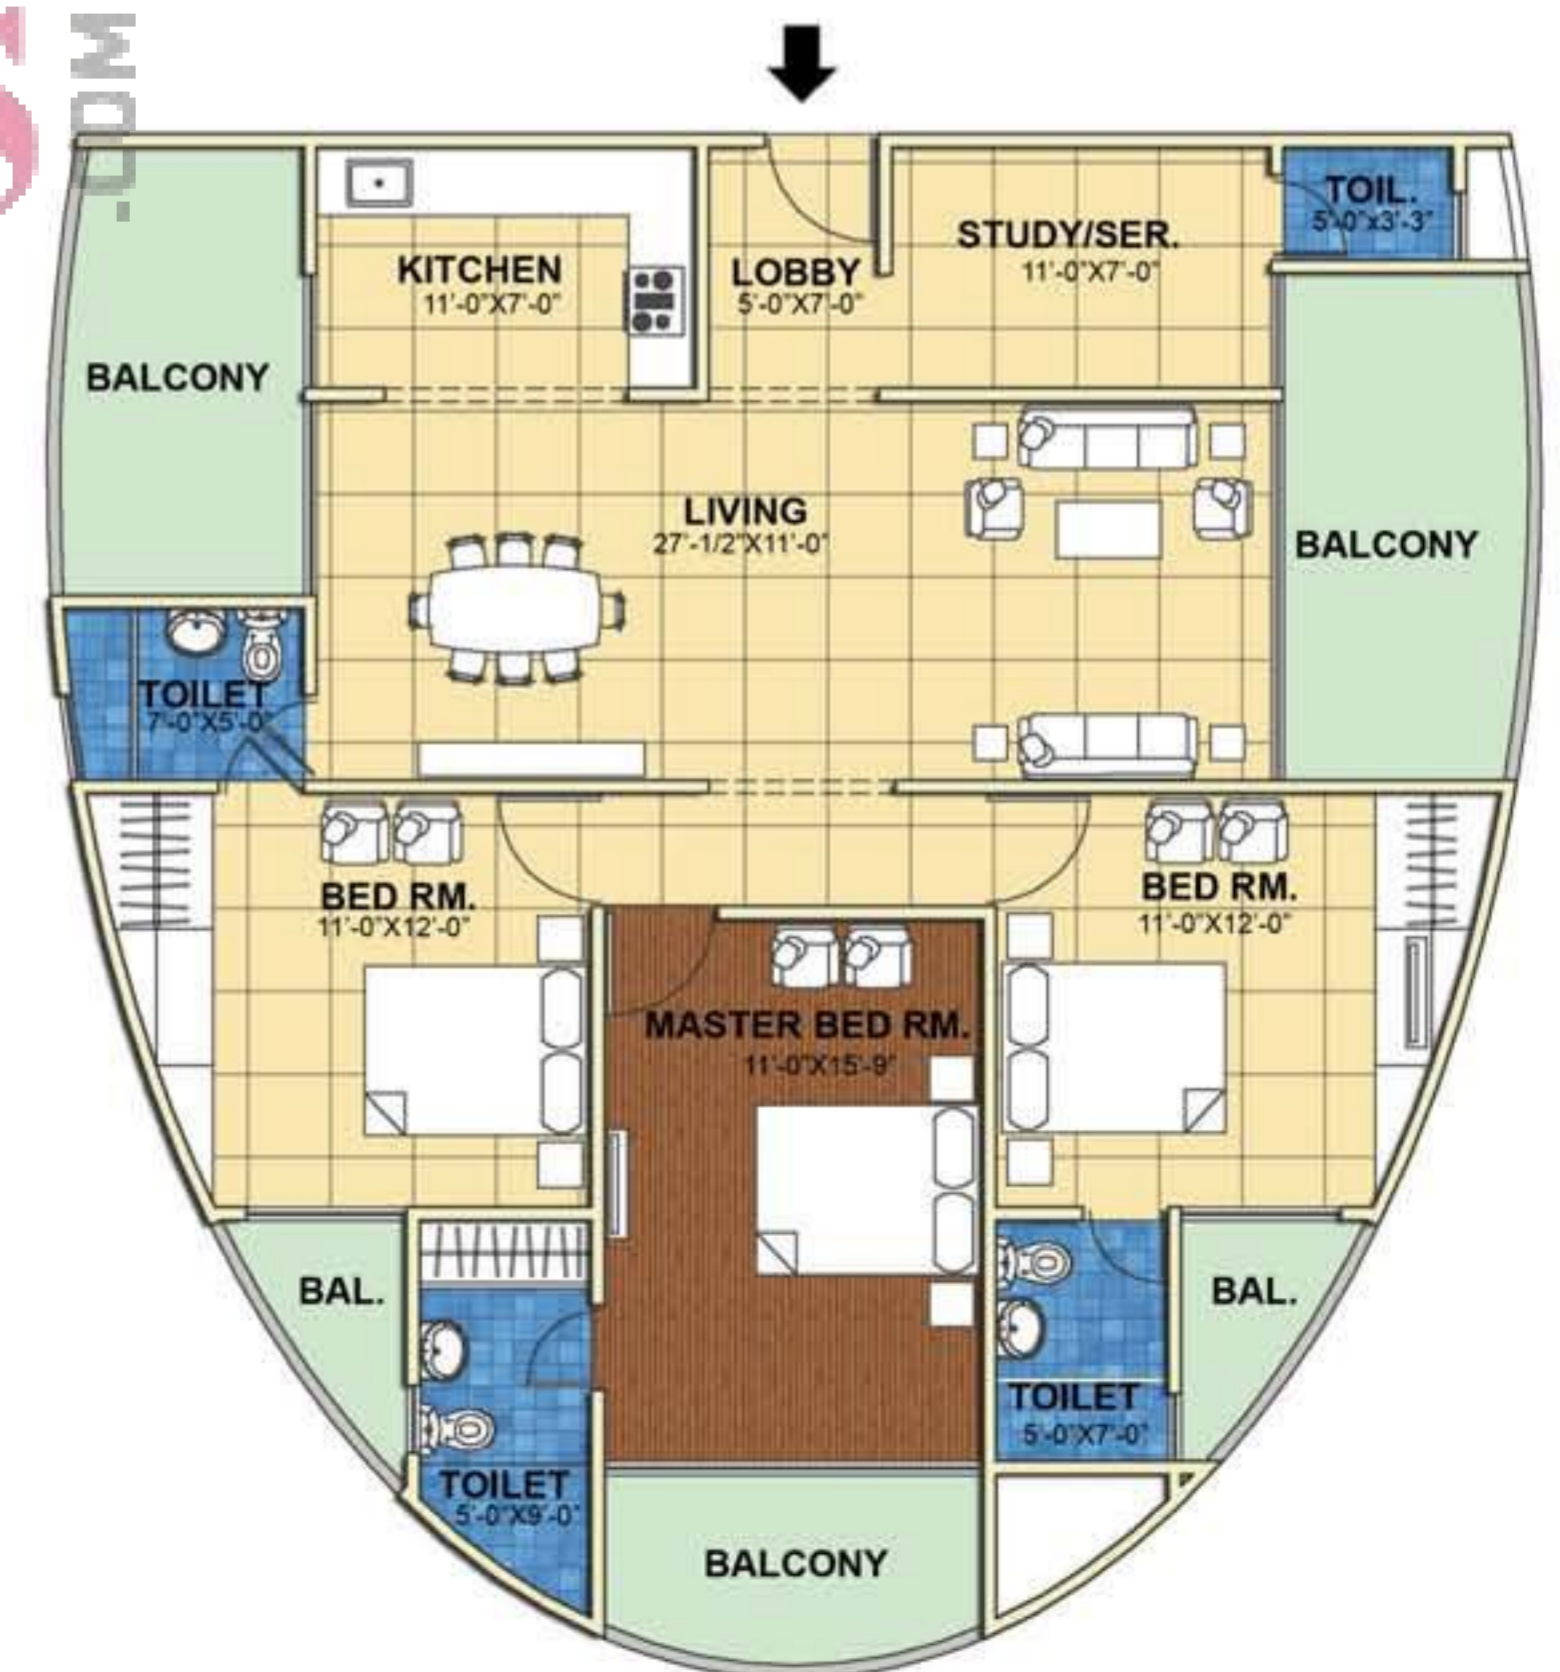 .COM
TOIL.
5'-0"x3'-3"
STUDY/SER.
11'-0"X7'-0"
KITCHEN
11'-0"X7'-0"
LOBBY
5'-0"X7'-0"
BALCONY
LIVING
27'-1/2"X11'-0"
BALCONY
TOILET
7'-0"X5'-0"
BED RM.
11'-0"X12'-0"
BED RM.
11'-0"X12'-0"
MASTER BED RM.
11'-0"X15'-9"
BAL.
BAL.
TOILET
5'-0"X7'-0"
TOILET
5'-0"X9'-0"
BALCONY